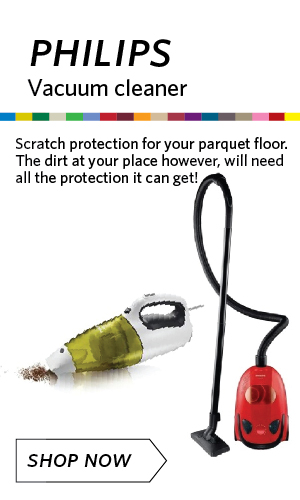 PHILIPS
Vacuum cleaner
Scratch protection for your parquet floor.
The dirt at your place however, will need
all the protection it can get!
SHOP NOW